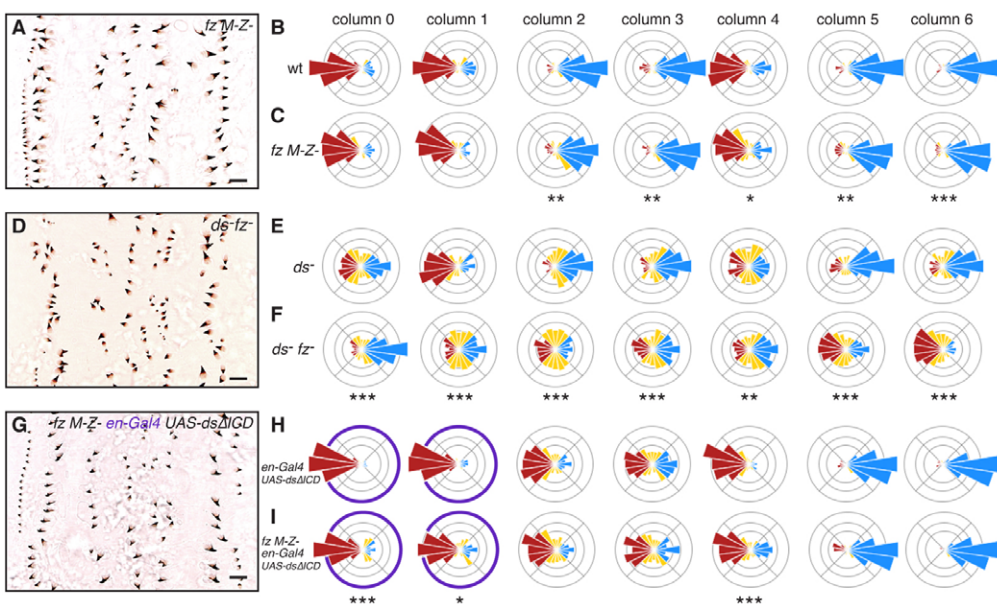 A fz M-Z-
B column 0 column 1 column 2 column 3 column 4 column 5 column 6
wt
C
fz M-Z-
** ** * ** ***
D ds-fz-
E
ds-
F
ds- fz-
*** *** *** *** ** *** ***
G fz M-Z- en-Gal4 UAS-dsΔICD
H
en-Gal4
UAS-dsΔICD
I
fz M-Z-
en-Gal4
UAS-dsΔICD
*** * ***